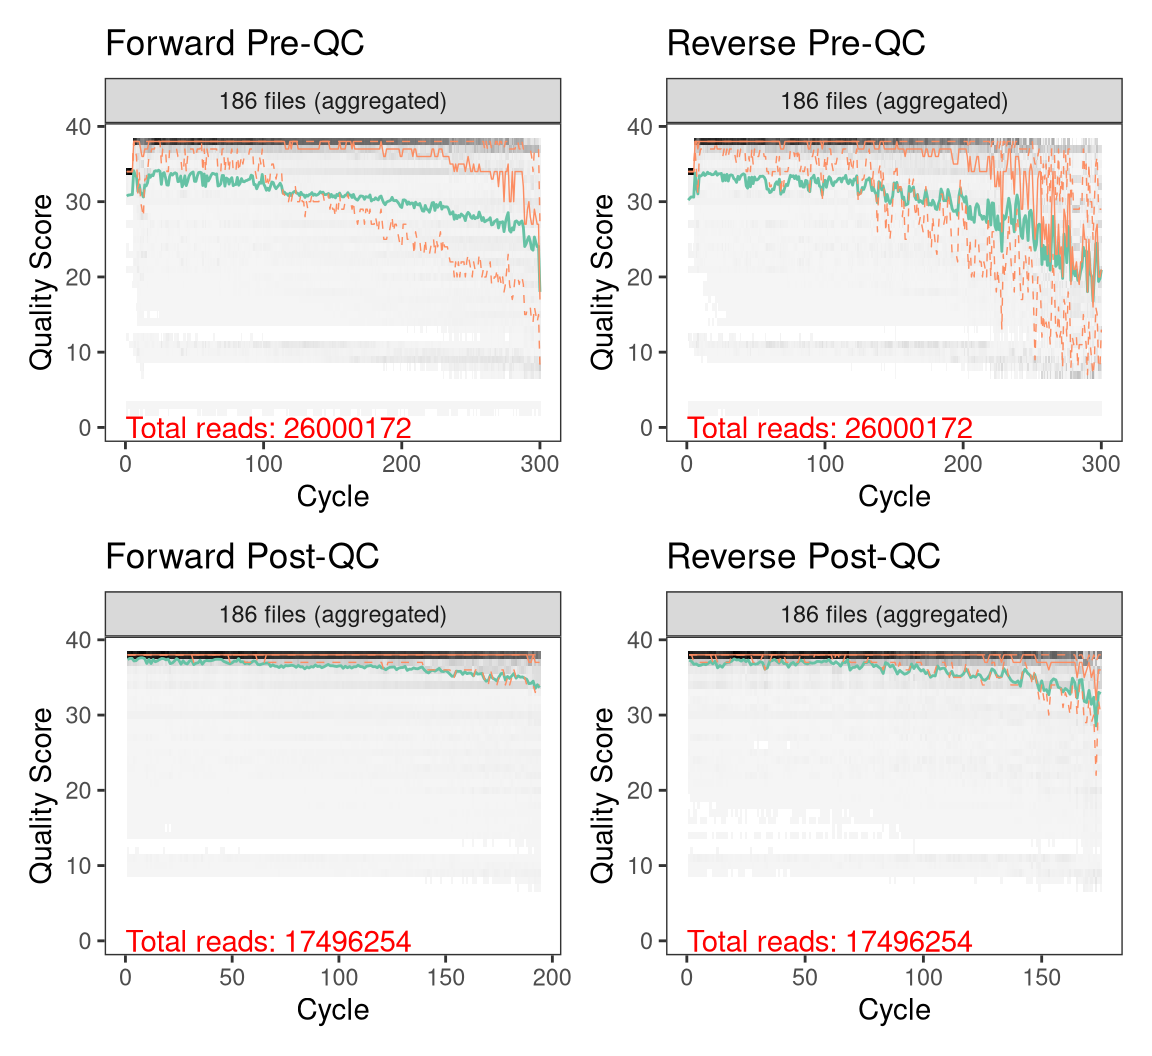 Forward Pre-QC
186 files (aggregated)
Quality Score
40
30
20
10
0
Total reads: 26000172
0 100 200 300
Cycle
Reverse Pre-QC
186 files (aggregated)
Quality Score
40
30
20
10
0
Total reads: 26000172
0 100 200 300
Cycle
Forward Post-QC
186 files (aggregated)
Quality Score
40
30
20
10
0
Total reads: 17496254
0 50 100 150 200
Cycle
Reverse Post-QC
186 files (aggregated)
Quality Score
40
30
20
10
0
Total reads: 17496254
0 50 100 150
Cycle